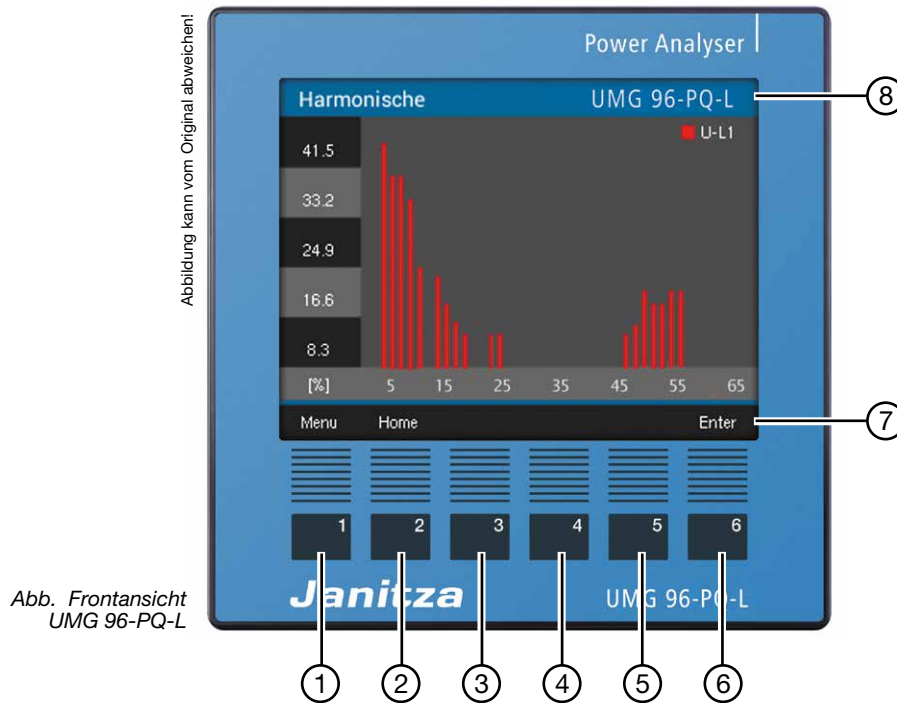 Abbildung kann vom Original abweichen!
Power Analyser
Harmonische UMG 96-PQ-L
8
U-L1
41.5
33.2
24.9
16.6
8.3
[%] 5 15 25 35 45 55 65
Menu Home Enter
7
1 2 3 4 5 6
Janitza UMG 96-PQ-L
Abb. Frontansicht
UMG 96-PQ-L
1 2 3 4 5 6